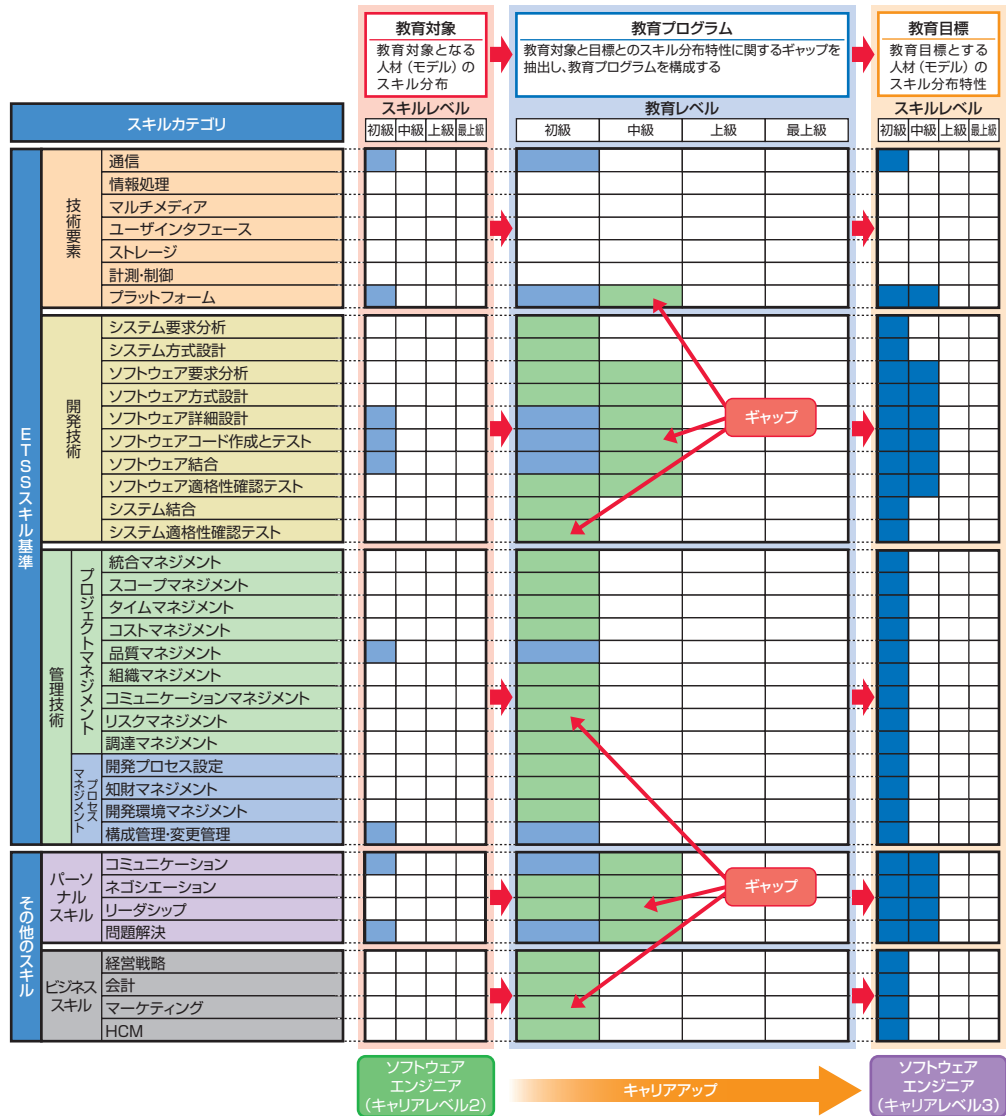 教育対象
教育対象となる
人材（モデル）の
スキル分布
教育プログラム
教育対象と目標とのスキル分布特性に関するギャップを
抽出し、教育プログラムを構成する
教育目標
教育目標とする
人材（モデル）の
スキル分布特性
スキルカテゴリ
スキルレベル
初級 中級 上級 最上級
教育レベル
初級 中級 上級 最上級
スキルレベル
初級 中級 上級 最上級
ETSSスキル基準
技術要素
通信
情報処理
マルチメディア
ユーザインタフェース
ストレージ
計測・制御
プラットフォーム
開発技術
システム要求分析
システム方式設計
ソフトウェア要求分析
ソフトウェア方式設計
ソフトウェア詳細設計
ソフトウェアコード作成とテスト
ソフトウェア結合
ソフトウェア適格性確認テスト
システム結合
システム適格性確認テスト
ギャップ
管理技術
プロジェクトマネジメント
統合マネジメント
スコープマネジメント
タイムマネジメント
コストマネジメント
品質マネジメント
組織マネジメント
コミュニケーションマネジメント
リスクマネジメント
調達マネジメント
プロセス
マネジメント
開発プロセス設定
知財マネジメント
開発環境マネジメント
構成管理・変更管理
その他のスキル
パーソ
ナル
スキル
コミュニケーション
ネゴシエーション
リーダシップ
問題解決
ギャップ
ビジネス
スキル
経営戦略
会計
マーケティング
HCM
ソフトウェア
エンジニア
（キャリアレベル2）
キャリアアップ
ソフトウェア
エンジニア
（キャリアレベル3）